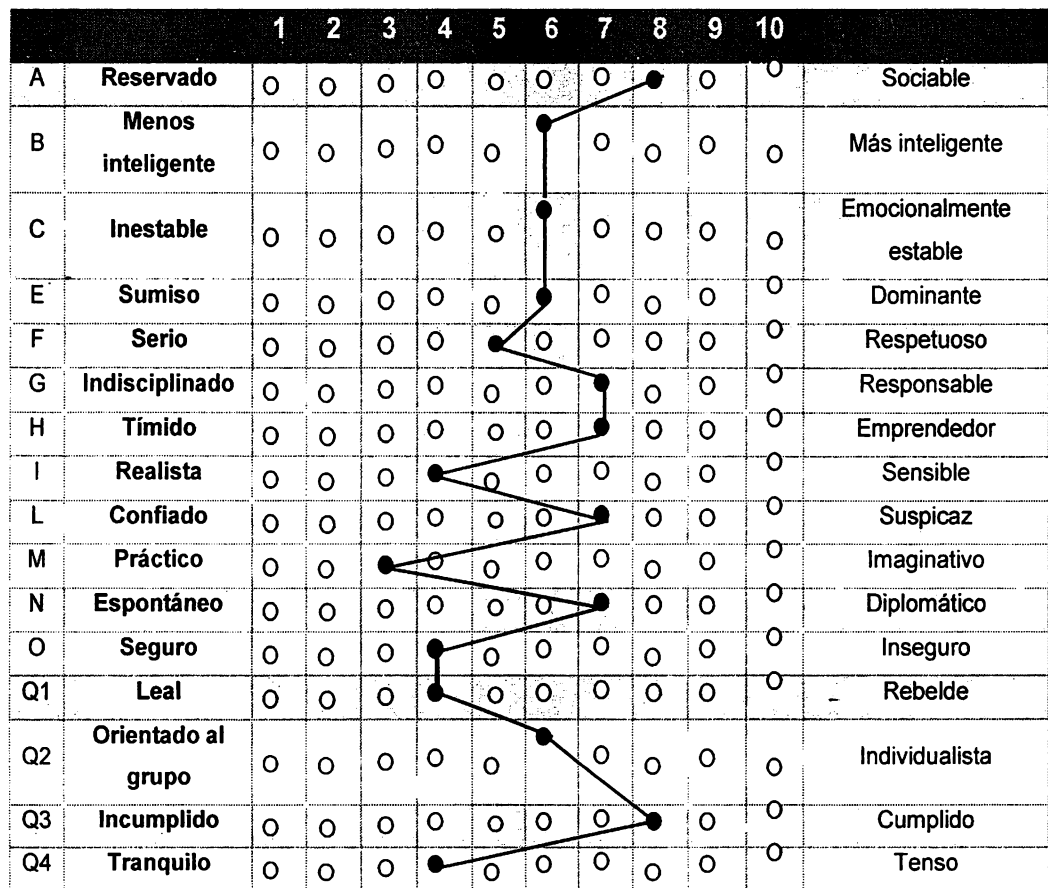 1 2 3 4 5 6 7 8 9 10
A Reservado Sociable
B Menos inteligente Más inteligente
C Inestable Emocionalmente estable
E Sumiso Dominante
F Serio Respetuoso
G Indisciplinado Responsable
H Tímido Emprendedor
I Realista Sensible
L Confiado Suspicaz
M Práctico Imaginativo
N Espontáneo Diplomático
O Seguro Inseguro
Q1 Leal Rebelde
Q2 Orientado al grupo Individualista
Q3 Incumplido Cumplido
Q4 Tranquilo Tenso